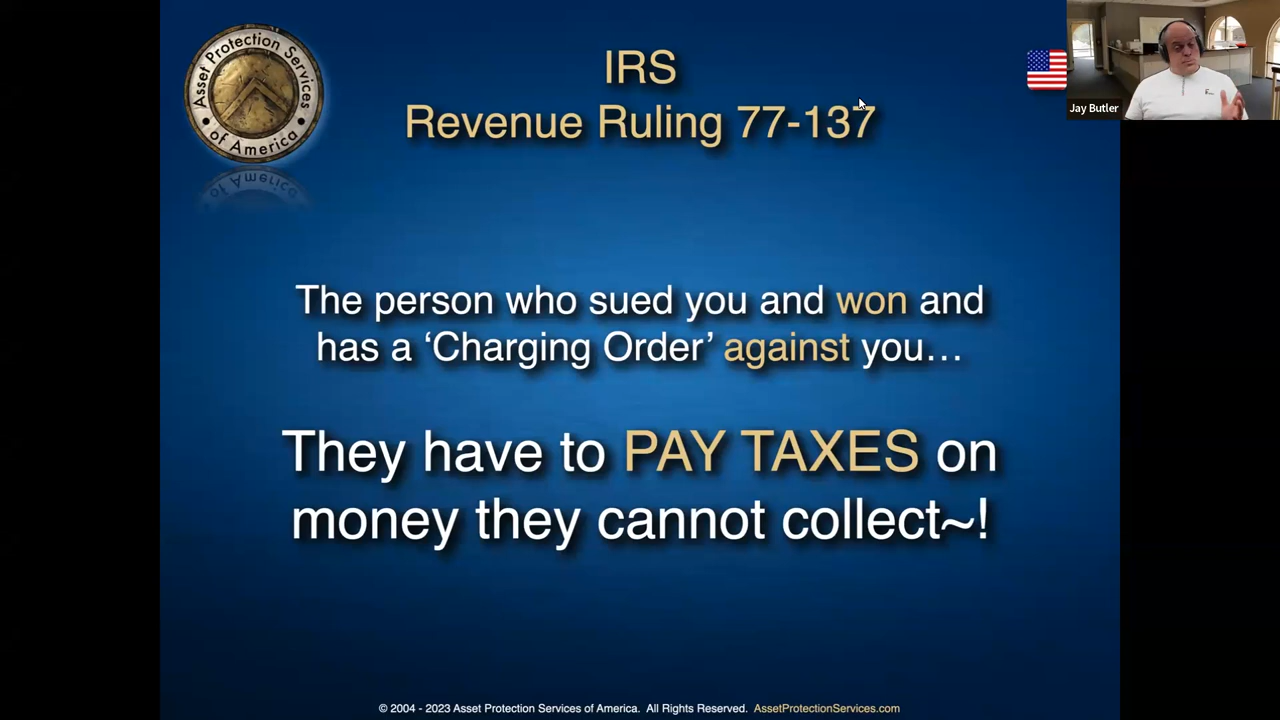 Asset Protection Services
of America
IRS
Revenue Ruling 77-137
Jay Butler
The person who sued you and won and
has a ‘Charging Order’ against you…
They have to PAY TAXES on
money they cannot collect~!
© 2004 - 2023 Asset Protection Services of America. All Rights Reserved. AssetProtectionServices.com